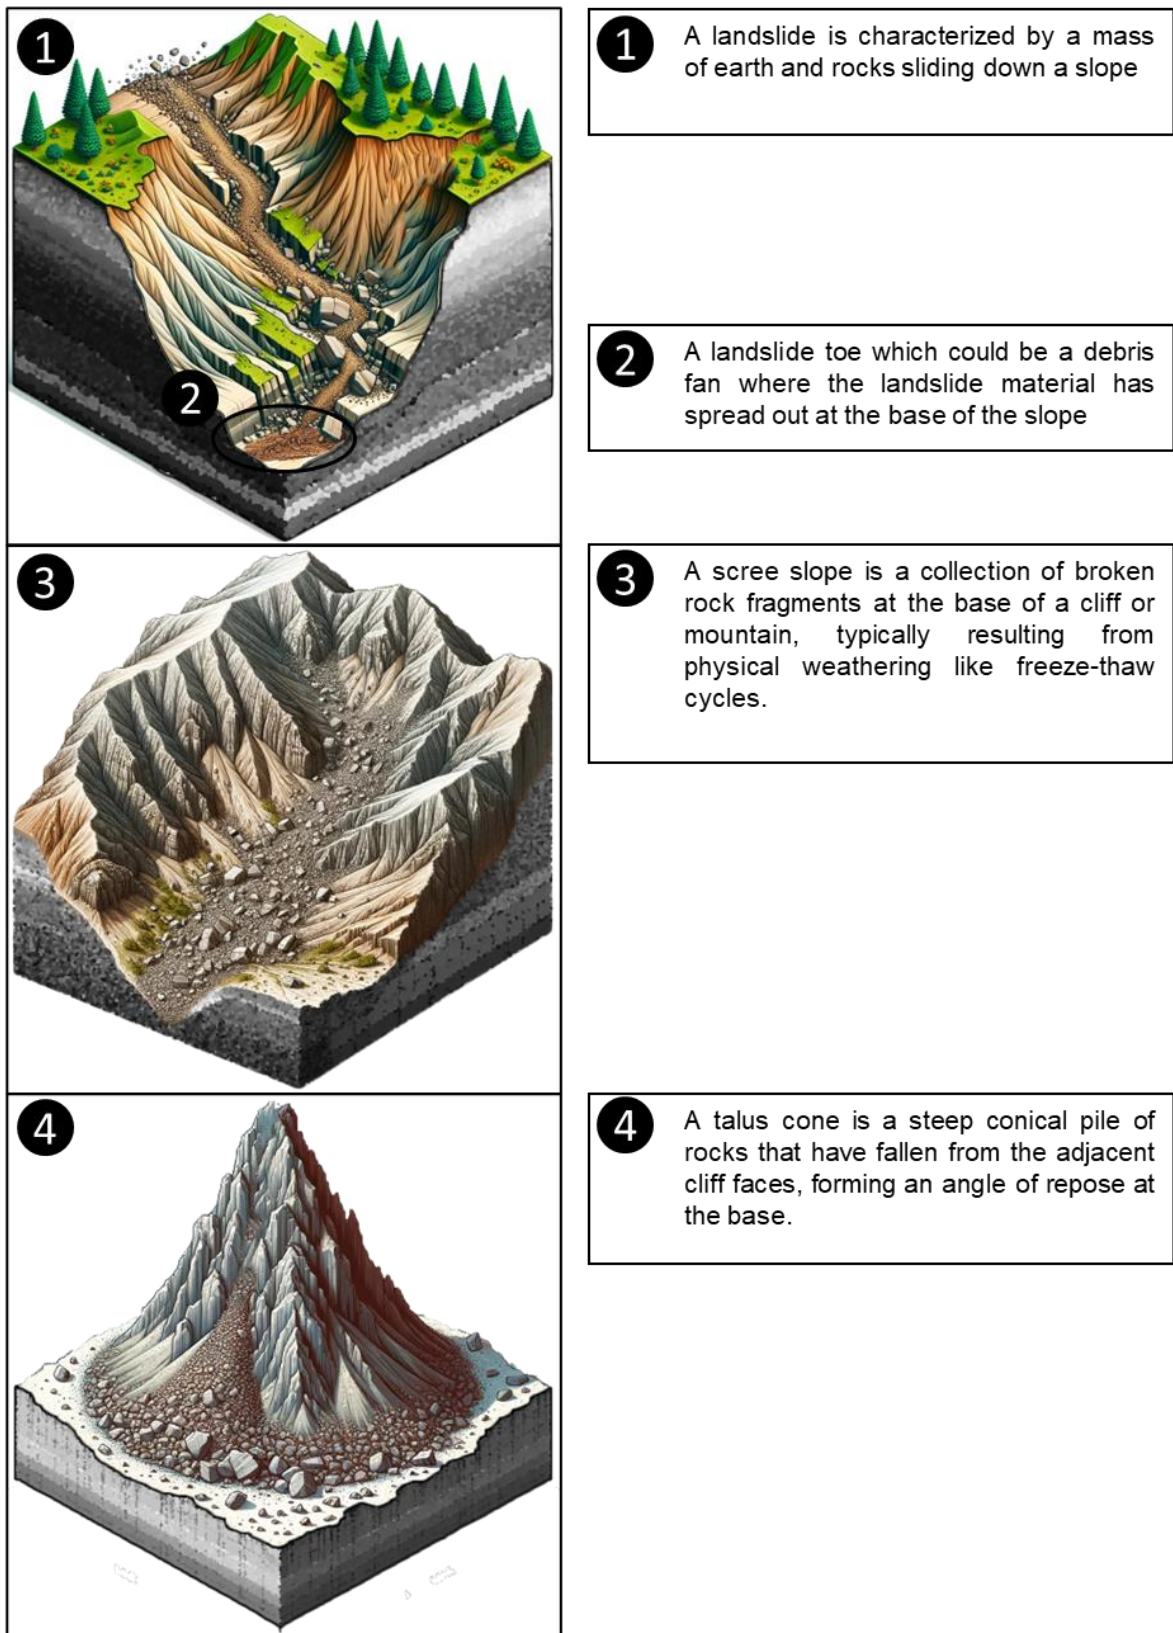 1
1 A landslide is characterized by a mass
of earth and rocks sliding down a slope
2
2 A landslide toe which could be a debris
fan where the landslide material has
spread out at the base of the slope
3
3 A scree slope is a collection of broken
rock fragments at the base of a cliff or
mountain, typically resulting from
physical weathering like freeze-thaw
cycles.
4
4 A talus cone is a steep conical pile of
rocks that have fallen from the adjacent
cliff faces, forming an angle of repose at
the base.